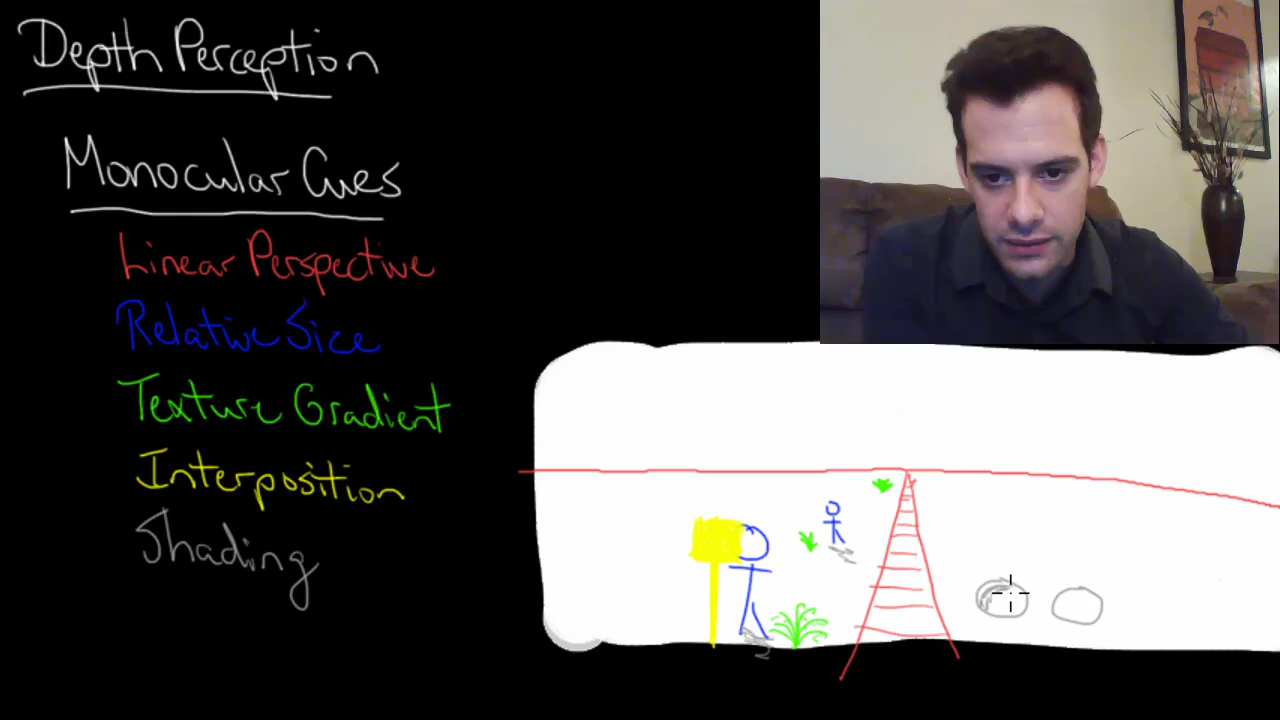 Depth Perception
Monocular Cues
Linear Perspective
Relative Size
Texture Gradient
Interposition
Shading